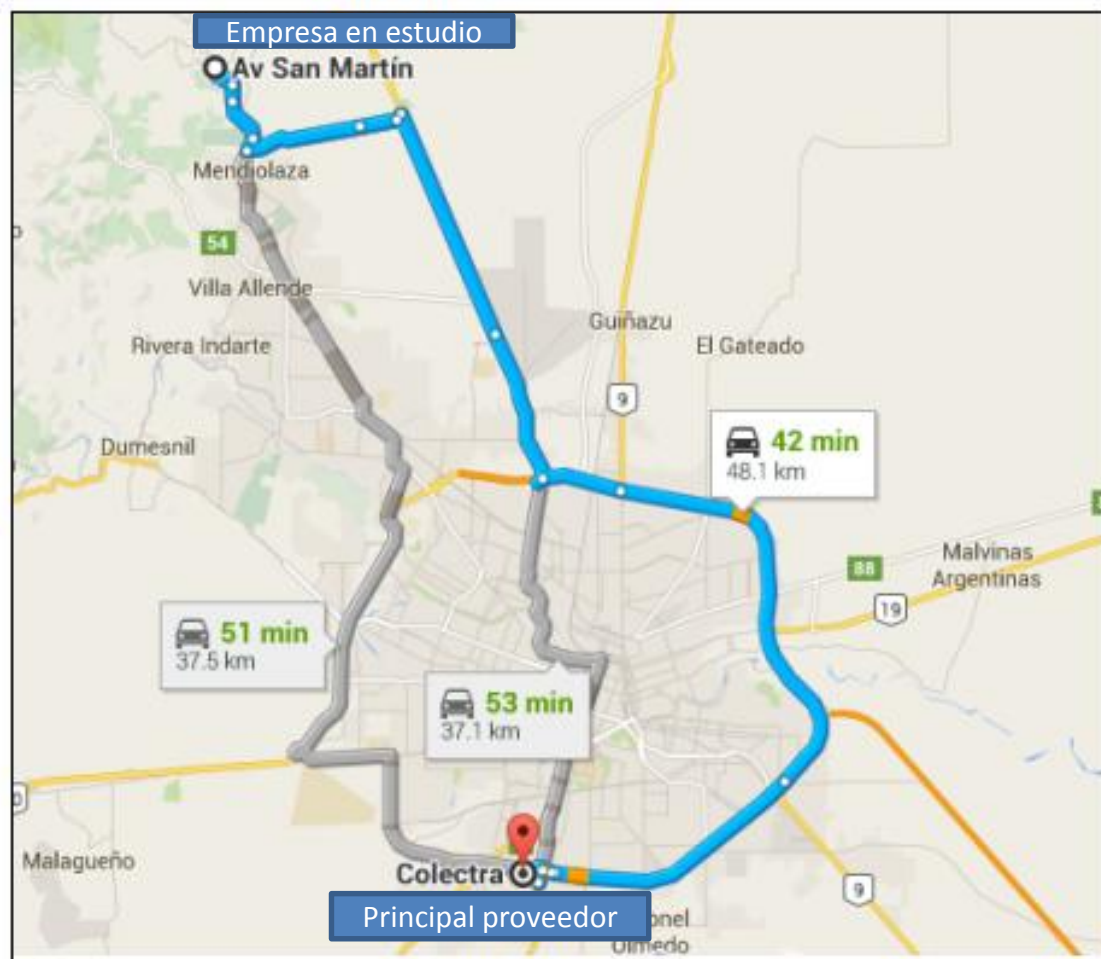 Empresa en estudio
Av San Martín
Mendiolaza
54
Villa Allende
Guiñazu
Rivera Indarte
El Gateado
9
42 min
48.1 km
Dumesnil
Malvinas
Argentinas
88
19
51 min
37.5 km
53 min
37.1 km
Malagueño
Colectra
9
Principal proveedor
Olmedo